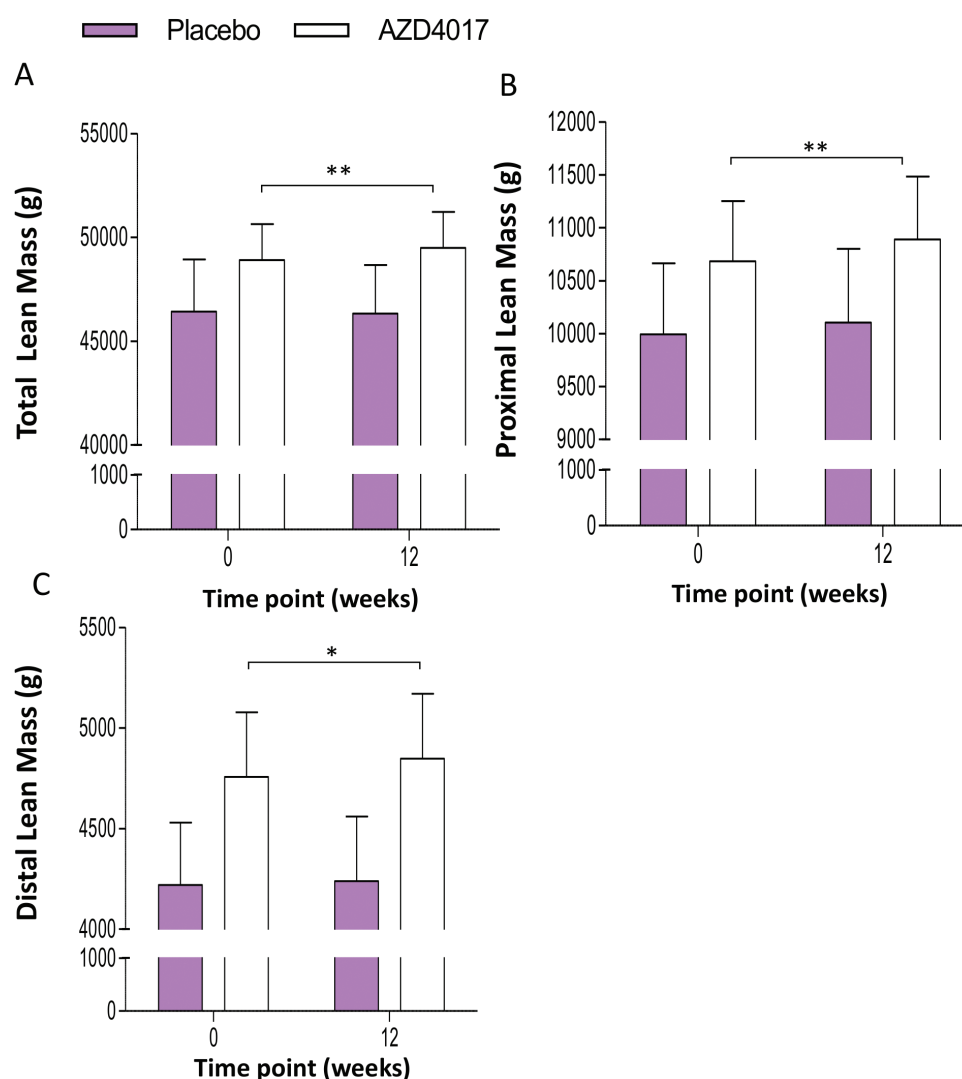 Placebo AZD4017
A
Total Lean Mass (g)
55000
50000
45000
40000
1000
0
**
0 12
Time point (weeks)
B
Proximal Lean Mass (g)
12000
11500
11000
10500
10000
9500
9000
1000
0
**
0 12
Time point (weeks)
C
Distal Lean Mass (g)
5500
5000
4500
4000
1000
0
*
0 12
Time point (weeks)